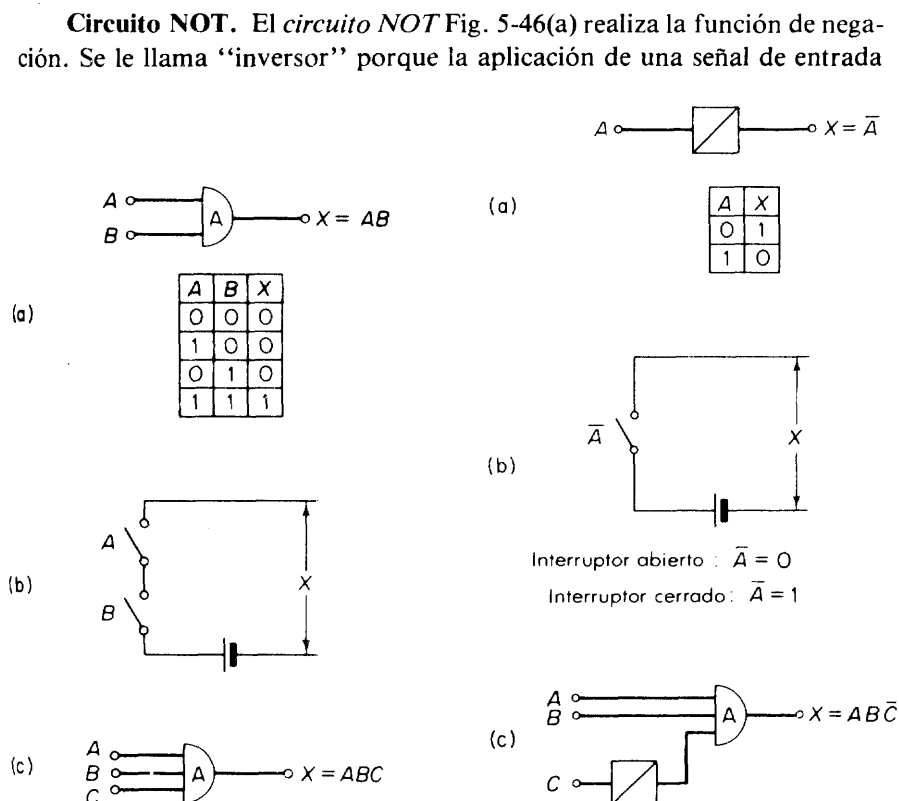 Circuito NOT. El circuito NOT Fig. 5-46(a) realiza la función de nega-
ción. Se le llama ‘‘inversor’’ porque la aplicación de una señal de entrada
A
B
A
X = AB
(a)
A B X
0 0 0
1 0 0
0 1 0
1 1 1
(b)
A
B
X
(c)
A
B
C
A
X = ABC
A
X = A̅
(a)
A X
0 1
1 0
(b)
A̅
X
Interruptor abierto : A̅ = 0
Interruptor cerrado: A̅ = 1
(c)
A
B
C
A
X = ABC̅